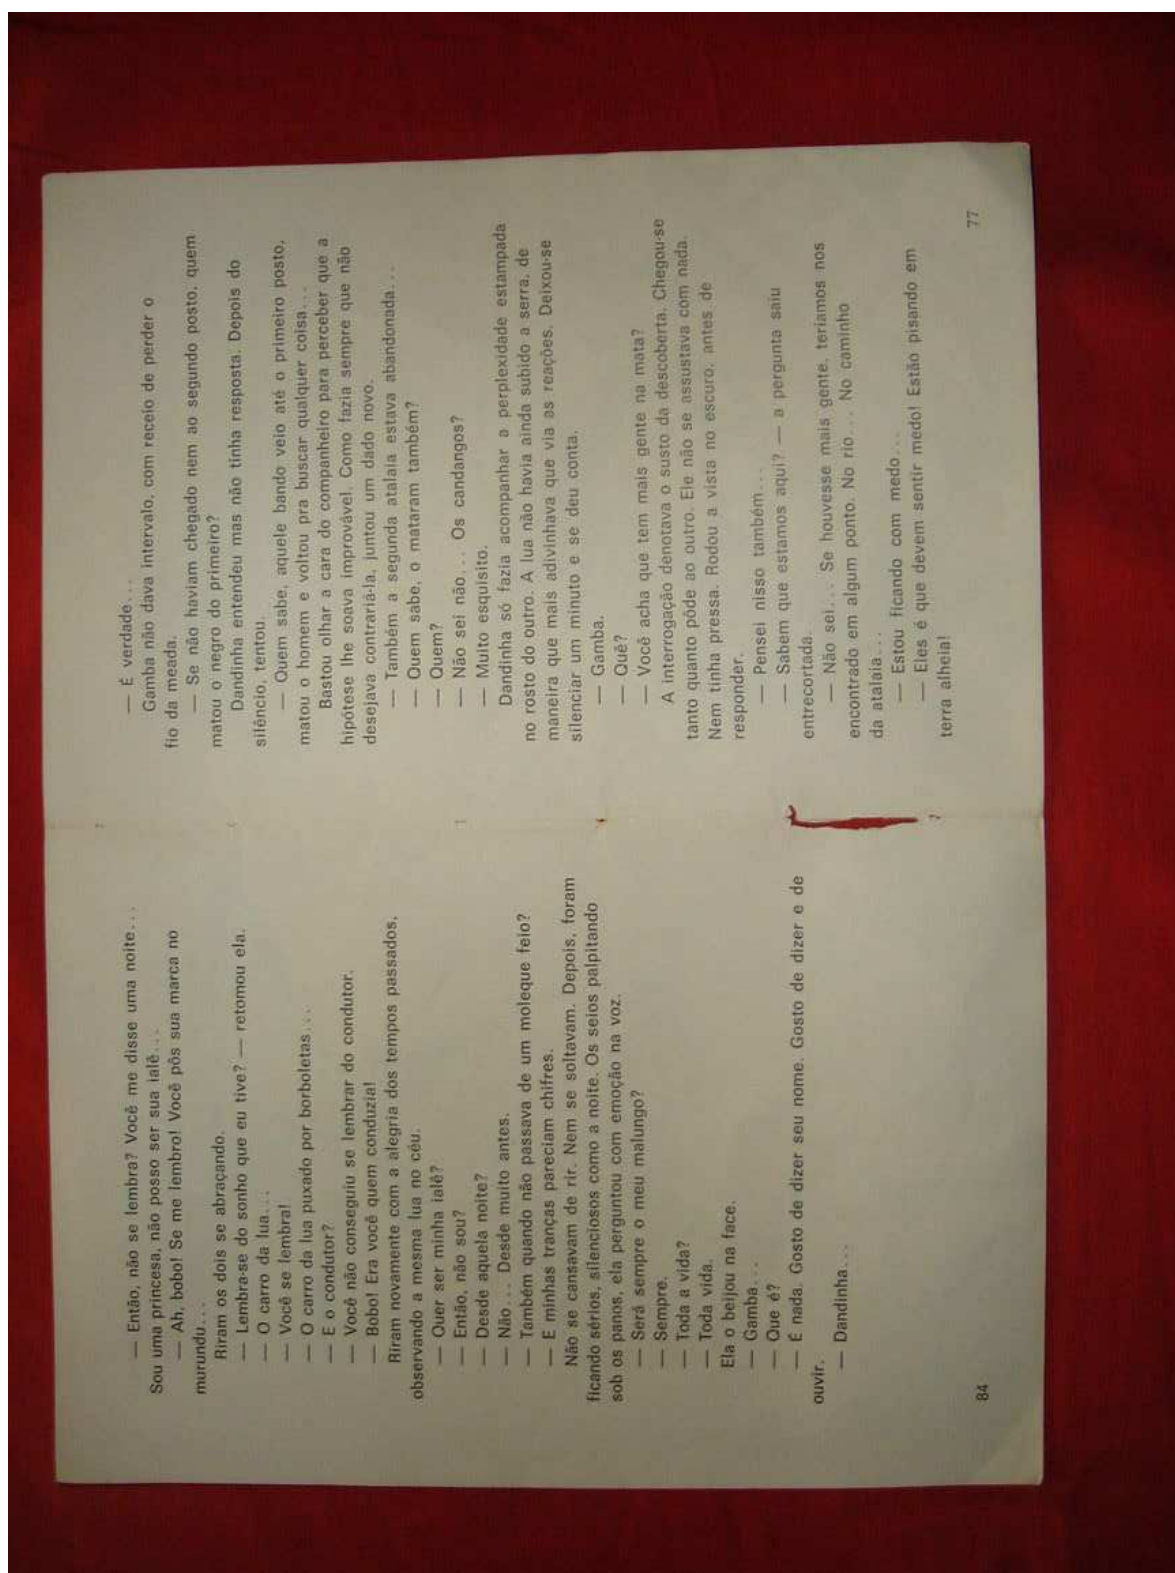 — Então, não se lembra? Você me disse uma noite...
Sou uma princesa, não posso ser sua ialê...
— Ah, bobo! Se me lembro! Você pôs sua marca no
murundu...
Riram os dois se abraçando.
— Lembra-se do sonho que eu tive? — retomou ela.
— O carro da lua...
— Você se lembra!
— O carro da lua puxado por borboletas...
— E o condutor?
— Você não conseguiu se lembrar do condutor.
— Bobo! Era você quem conduzia!
Riram novamente com a alegria dos tempos passados,
observando a mesma lua no céu.
— Quer ser minha ialê?
— Então, não sou?
— Desde aquela noite?
— Não... Desde muito antes.
— Também quando não passava de um moleque feio?
— E minhas tranças pareciam chifres.
Não se cansavam de rir. Nem se soltavam. Depois, foram
ficando sérios, silenciosos como a noite. Os seios palpitando
sob os panos, ela perguntou com emoção na voz.
— Será sempre o meu malungo?
— Sempre.
— Toda a vida?
— Toda vida.
Ela o beijou na face.
— Gamba...
— Que é?
— É nada. Gosto de dizer seu nome. Gosto de dizer e de
ouvir.
— Dandinha...
84
— É verdade...
Gamba não dava intervalo, com receio de perder o
fio da meada.
— Se não haviam chegado nem ao segundo posto, quem
matou o negro do primeiro?
Dandinha entendeu mas não tinha resposta. Depois do
silêncio, tentou.
— Quem sabe, aquele bando veio até o primeiro posto,
matou o homem e voltou pra buscar qualquer coisa...
Bastou olhar a cara do companheiro para perceber que a
hipótese lhe soava improvável. Como fazia sempre que não
desejava contrariá-la, juntou um dado novo.
— Também a segunda atalaia estava abandonada...
— Quem sabe, o mataram também?
— Quem?
— Não sei não... Os candangos?
— Muito esquisito.
Dandinha só fazia acompanhar a perplexidade estampada
no rosto do outro. A lua não havia ainda subido a serra, de
maneira que mais adivinhava que via as reações. Deixou-se
silenciar um minuto e se deu conta.
— Gamba.
— Quê?
— Você acha que tem mais gente na mata?
A interrogação denotava o susto da descoberta. Chegou-se
tanto quanto pôde ao outro. Ele não se assustava com nada.
Nem tinha pressa. Rodou a vista no escuro, antes de
responder.
— Pensei nisso também...
— Sabem que estamos aqui? — a pergunta saiu
entrecortada.
— Não sei... Se houvesse mais gente, teríamos nos
encontrado em algum ponto. No rio... No caminho
da atalaia...
— Estou ficando com medo...
— Eles é que devem sentir medo! Estão pisando em
terra alheia!
77